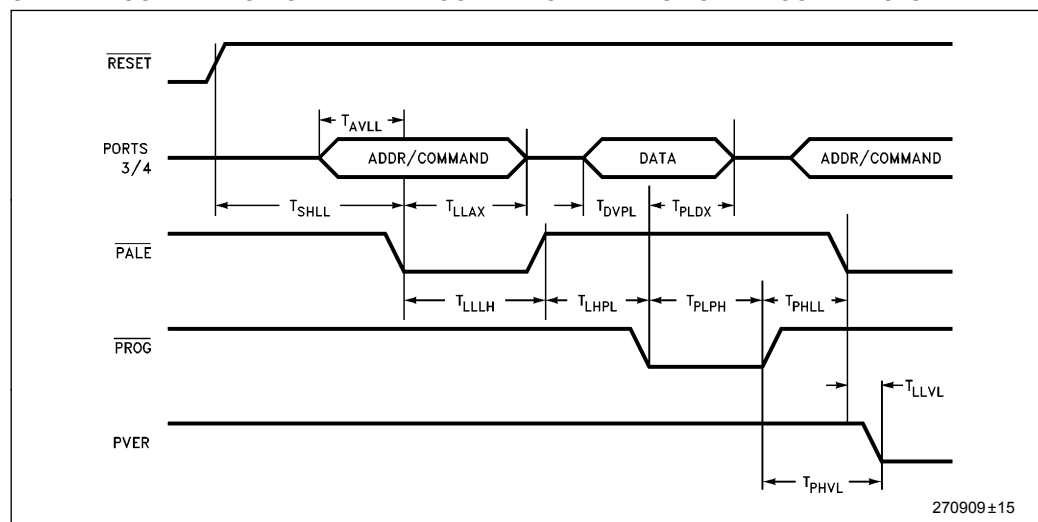 RESET
T_AVLL
PORTS
3/4
ADDR/COMMAND
DATA
ADDR/COMMAND
T_SHLL
T_LLAX
T_DVPL
T_PLDX
PALE
T_LLLH
T_LHPL
T_PLPH
T_PHLL
PROG
T_LLVL
PVER
T_PHVL
270909±15